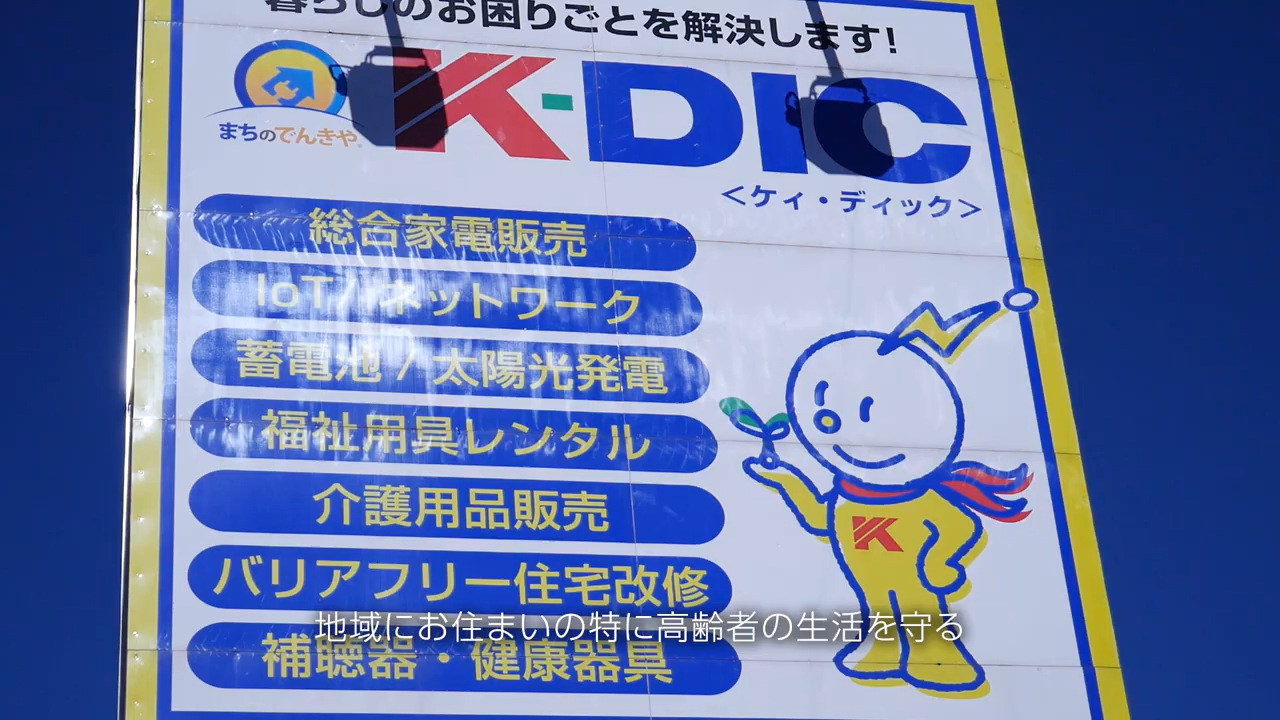 暮らしのお困りごとを解決します!
まちのでんきや
K-DIC
<ケィ・ディック>
総合家電販売
IoT/ネットワーク
蓄電池/太陽光発電
福祉用具レンタル
介護用品販売
バリアフリー住宅改修
地域にお住まいの特に高齢者の生活を守る
補聴器・健康器具
K